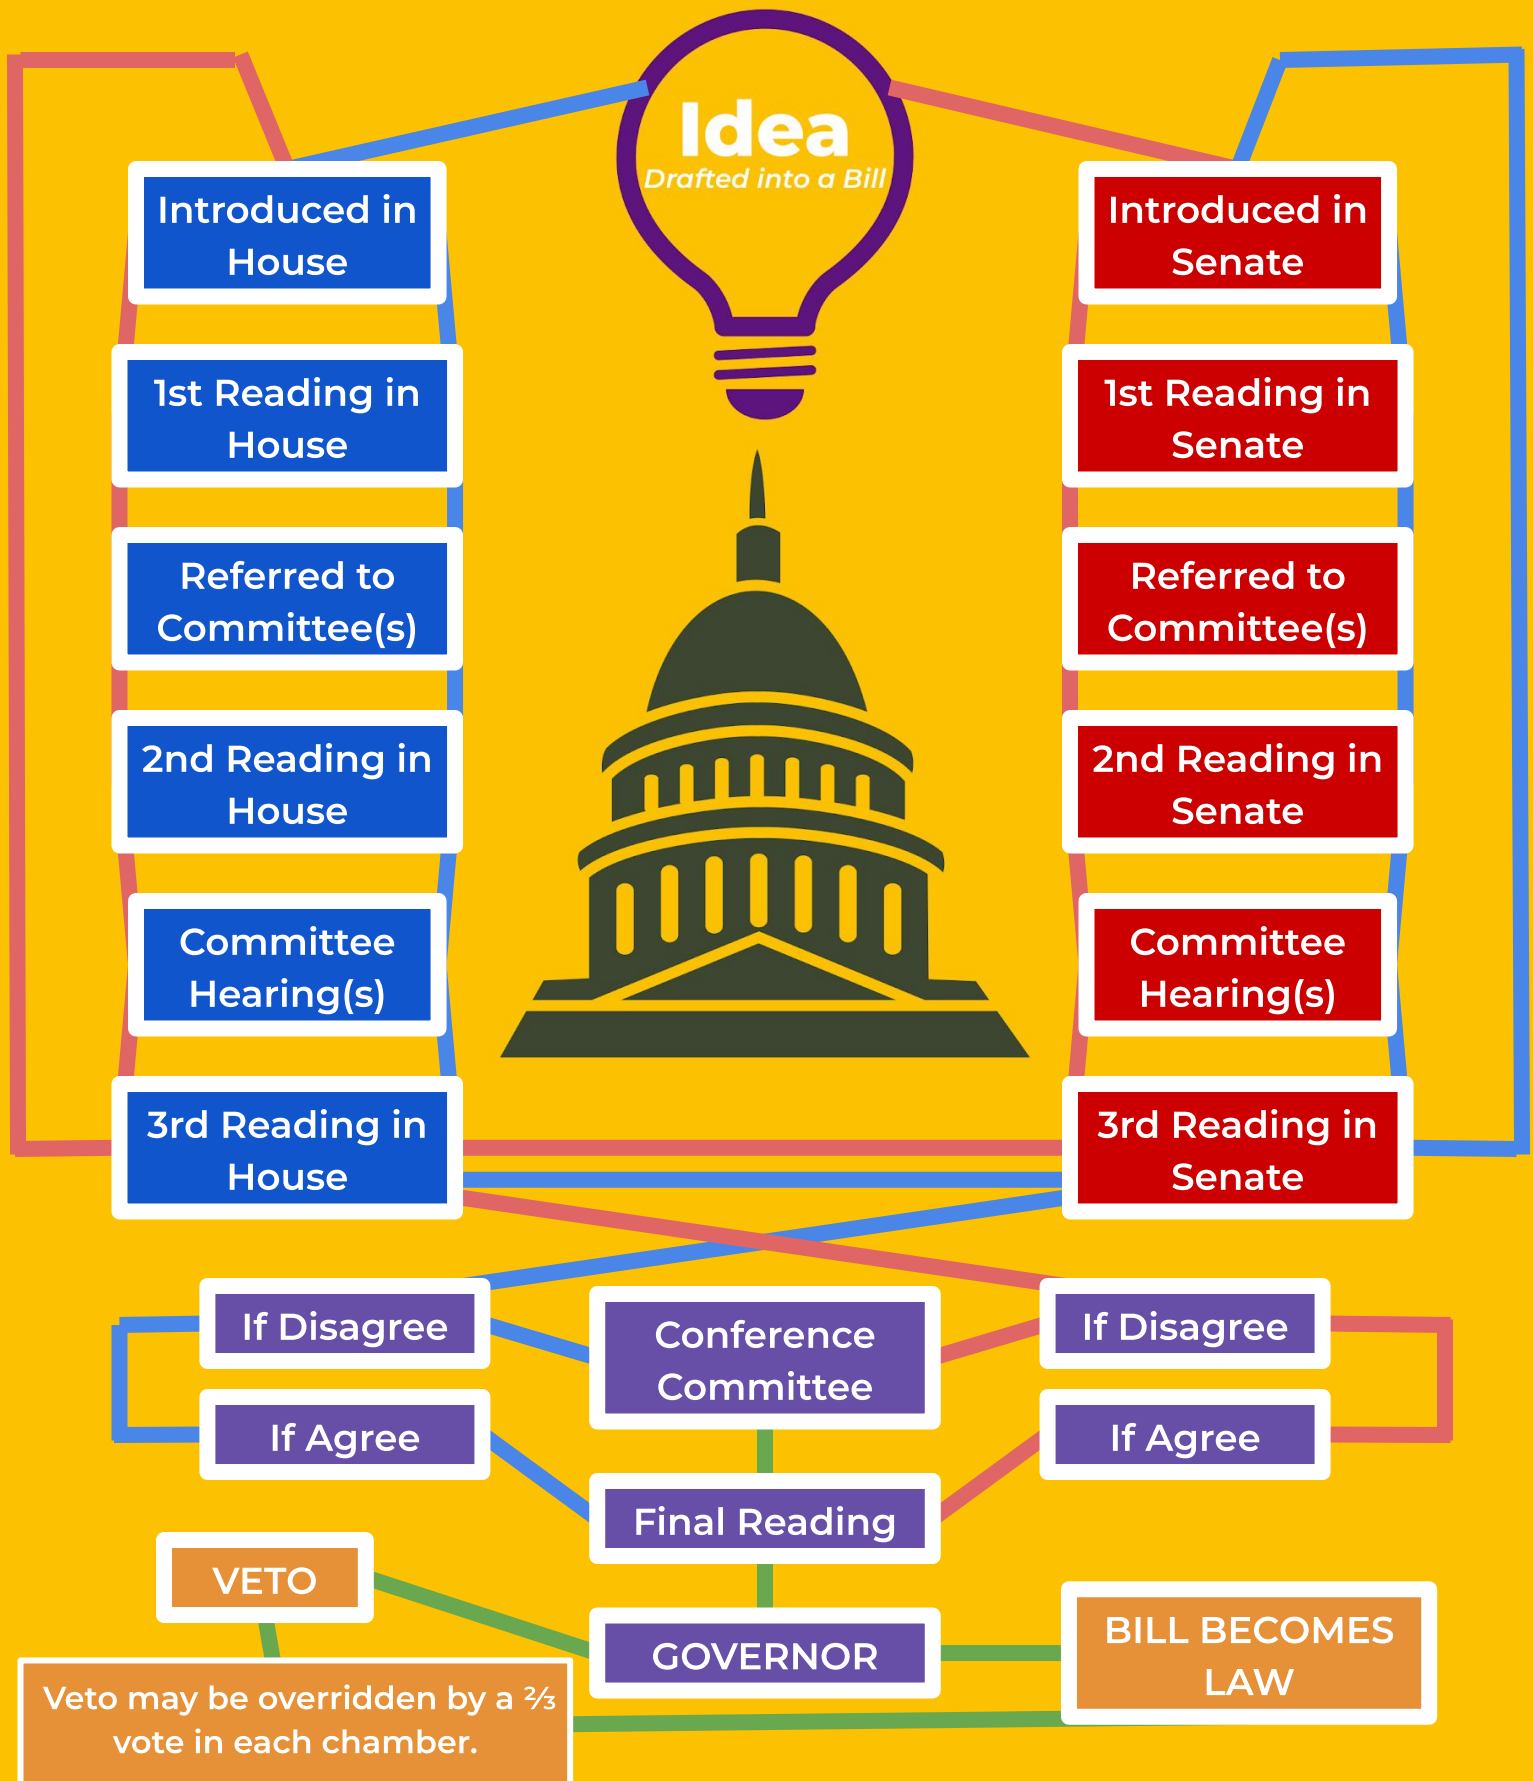 Idea
Drafted into a Bill
Introduced in
House
1st Reading in
House
Referred to
Committee(s)
2nd Reading in
House
Committee
Hearing(s)
3rd Reading in
House
Introduced in
Senate
1st Reading in
Senate
Referred to
Committee(s)
2nd Reading in
Senate
Committee
Hearing(s)
3rd Reading in
Senate
If Disagree
If Agree
Conference
Committee
If Disagree
If Agree
Final Reading
VETO
GOVERNOR
BILL BECOMES
LAW
Veto may be overridden by a ⅔
vote in each chamber.